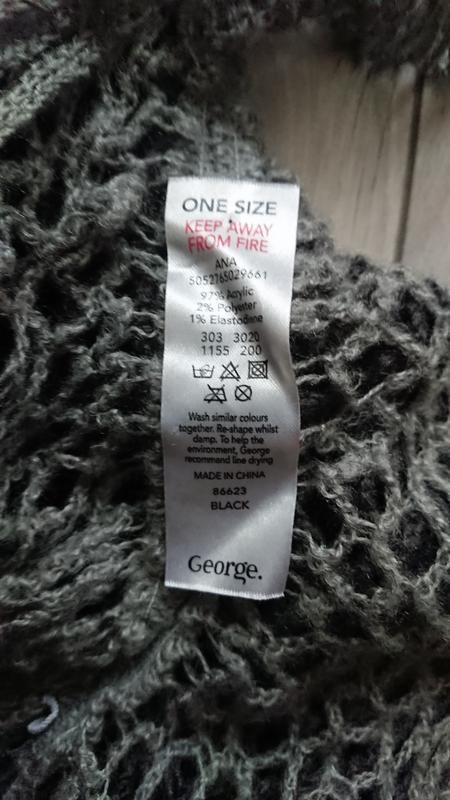 ONE SIZE
KEEP AWAY
FROM FIRE
ANA
5052765029661
97% Acrylic
2% Polyester
1% Elastodiene
303 3020
1155 200
Wash similar colours
together. Re-shape whilst
damp. To help the
environment, George
recommend line drying
MADE IN CHINA
86623
BLACK
George.